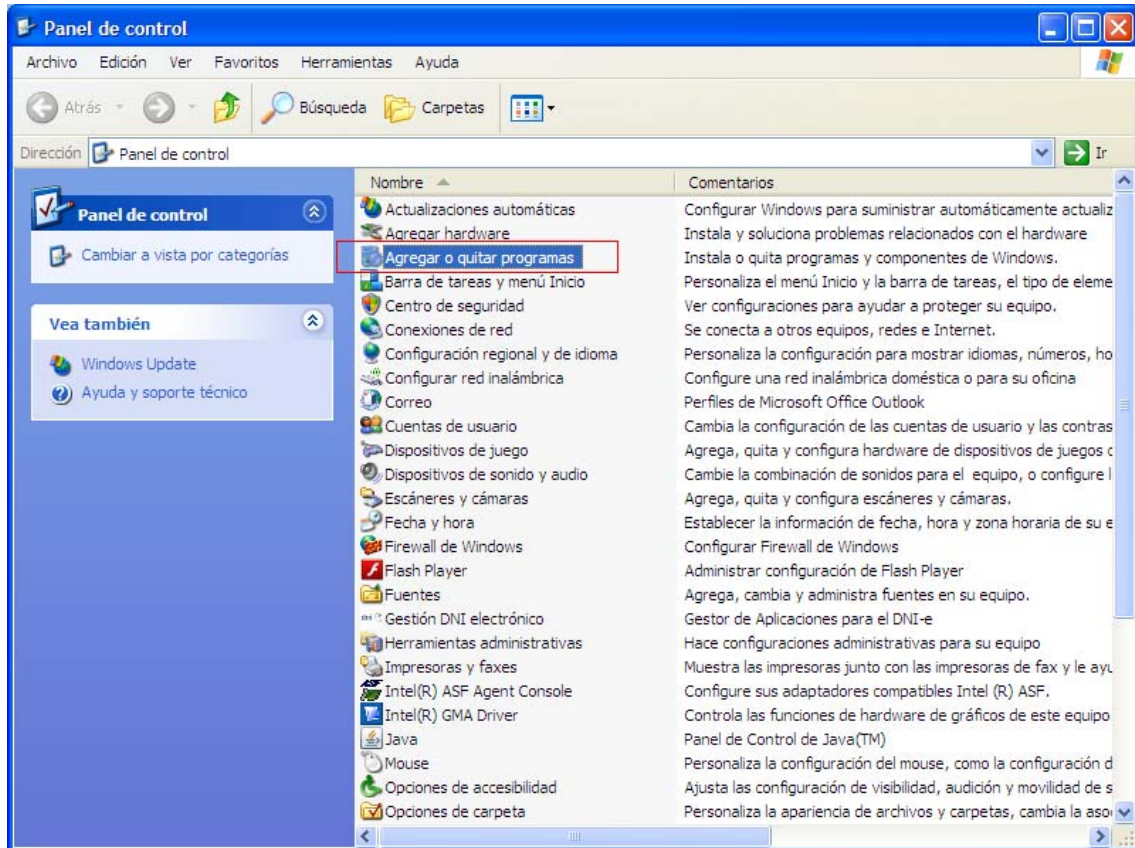 Panel de control
Archivo Edición Ver Favoritos Herramientas Ayuda
Atrás Búsqueda Carpetas
Dirección Panel de control Ir
Panel de control
Cambiar a vista por categorías
Vea también
Windows Update
Ayuda y soporte técnico
Nombre Comentarios
Actualizaciones automáticas Configurar Windows para suministrar automáticamente actualiz
Agregar hardware Instala y soluciona problemas relacionados con el hardware
Agregar o quitar programas Instala o quita programas y componentes de Windows.
Barra de tareas y menú Inicio Personaliza el menú Inicio y la barra de tareas, el tipo de eleme
Centro de seguridad Ver configuraciones para ayudar a proteger su equipo.
Conexiones de red Se conecta a otros equipos, redes e Internet.
Configuración regional y de idioma Personaliza la configuración para mostrar idiomas, números, ho
Configurar red inalámbrica Configure una red inalámbrica doméstica o para su oficina
Correo Perfiles de Microsoft Office Outlook
Cuentas de usuario Cambia la configuración de las cuentas de usuario y las contras
Dispositivos de juego Agrega, quita y configura hardware de dispositivos de juegos c
Dispositivos de sonido y audio Cambie la combinación de sonidos para el equipo, o configure l
Escáneres y cámaras Agrega, quita y configura escáneres y cámaras.
Fecha y hora Establecer la información de fecha, hora y zona horaria de su e
Firewall de Windows Configurar Firewall de Windows
Flash Player Administrar configuración de Flash Player
Fuentes Agrega, cambia y administra fuentes en su equipo.
Gestión DNI electrónico Gestor de Aplicaciones para el DNI-e
Herramientas administrativas Hace configuraciones administrativas para su equipo
Impresoras y faxes Muestra las impresoras junto con las impresoras de fax y le ayu
Intel(R) ASF Agent Console Configure sus adaptadores compatibles Intel (R) ASF.
Intel(R) GMA Driver Controla las funciones de hardware de gráficos de este equipo
Java Panel de Control de Java(TM)
Mouse Personaliza la configuración del mouse, como la configuración d
Opciones de accesibilidad Ajusta las configuración de visibilidad, audición y movilidad de s
Opciones de carpeta Personaliza la apariencia de archivos y carpetas, cambia la aso